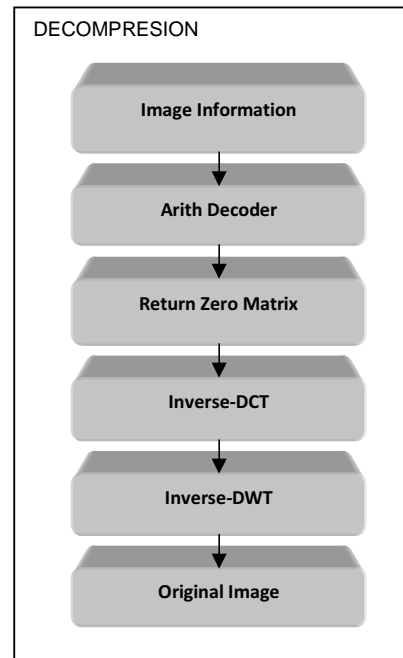 DECOMPRESION
Image Information
Arith Decoder
Return Zero Matrix
Inverse-DCT
Inverse-DWT
Original Image